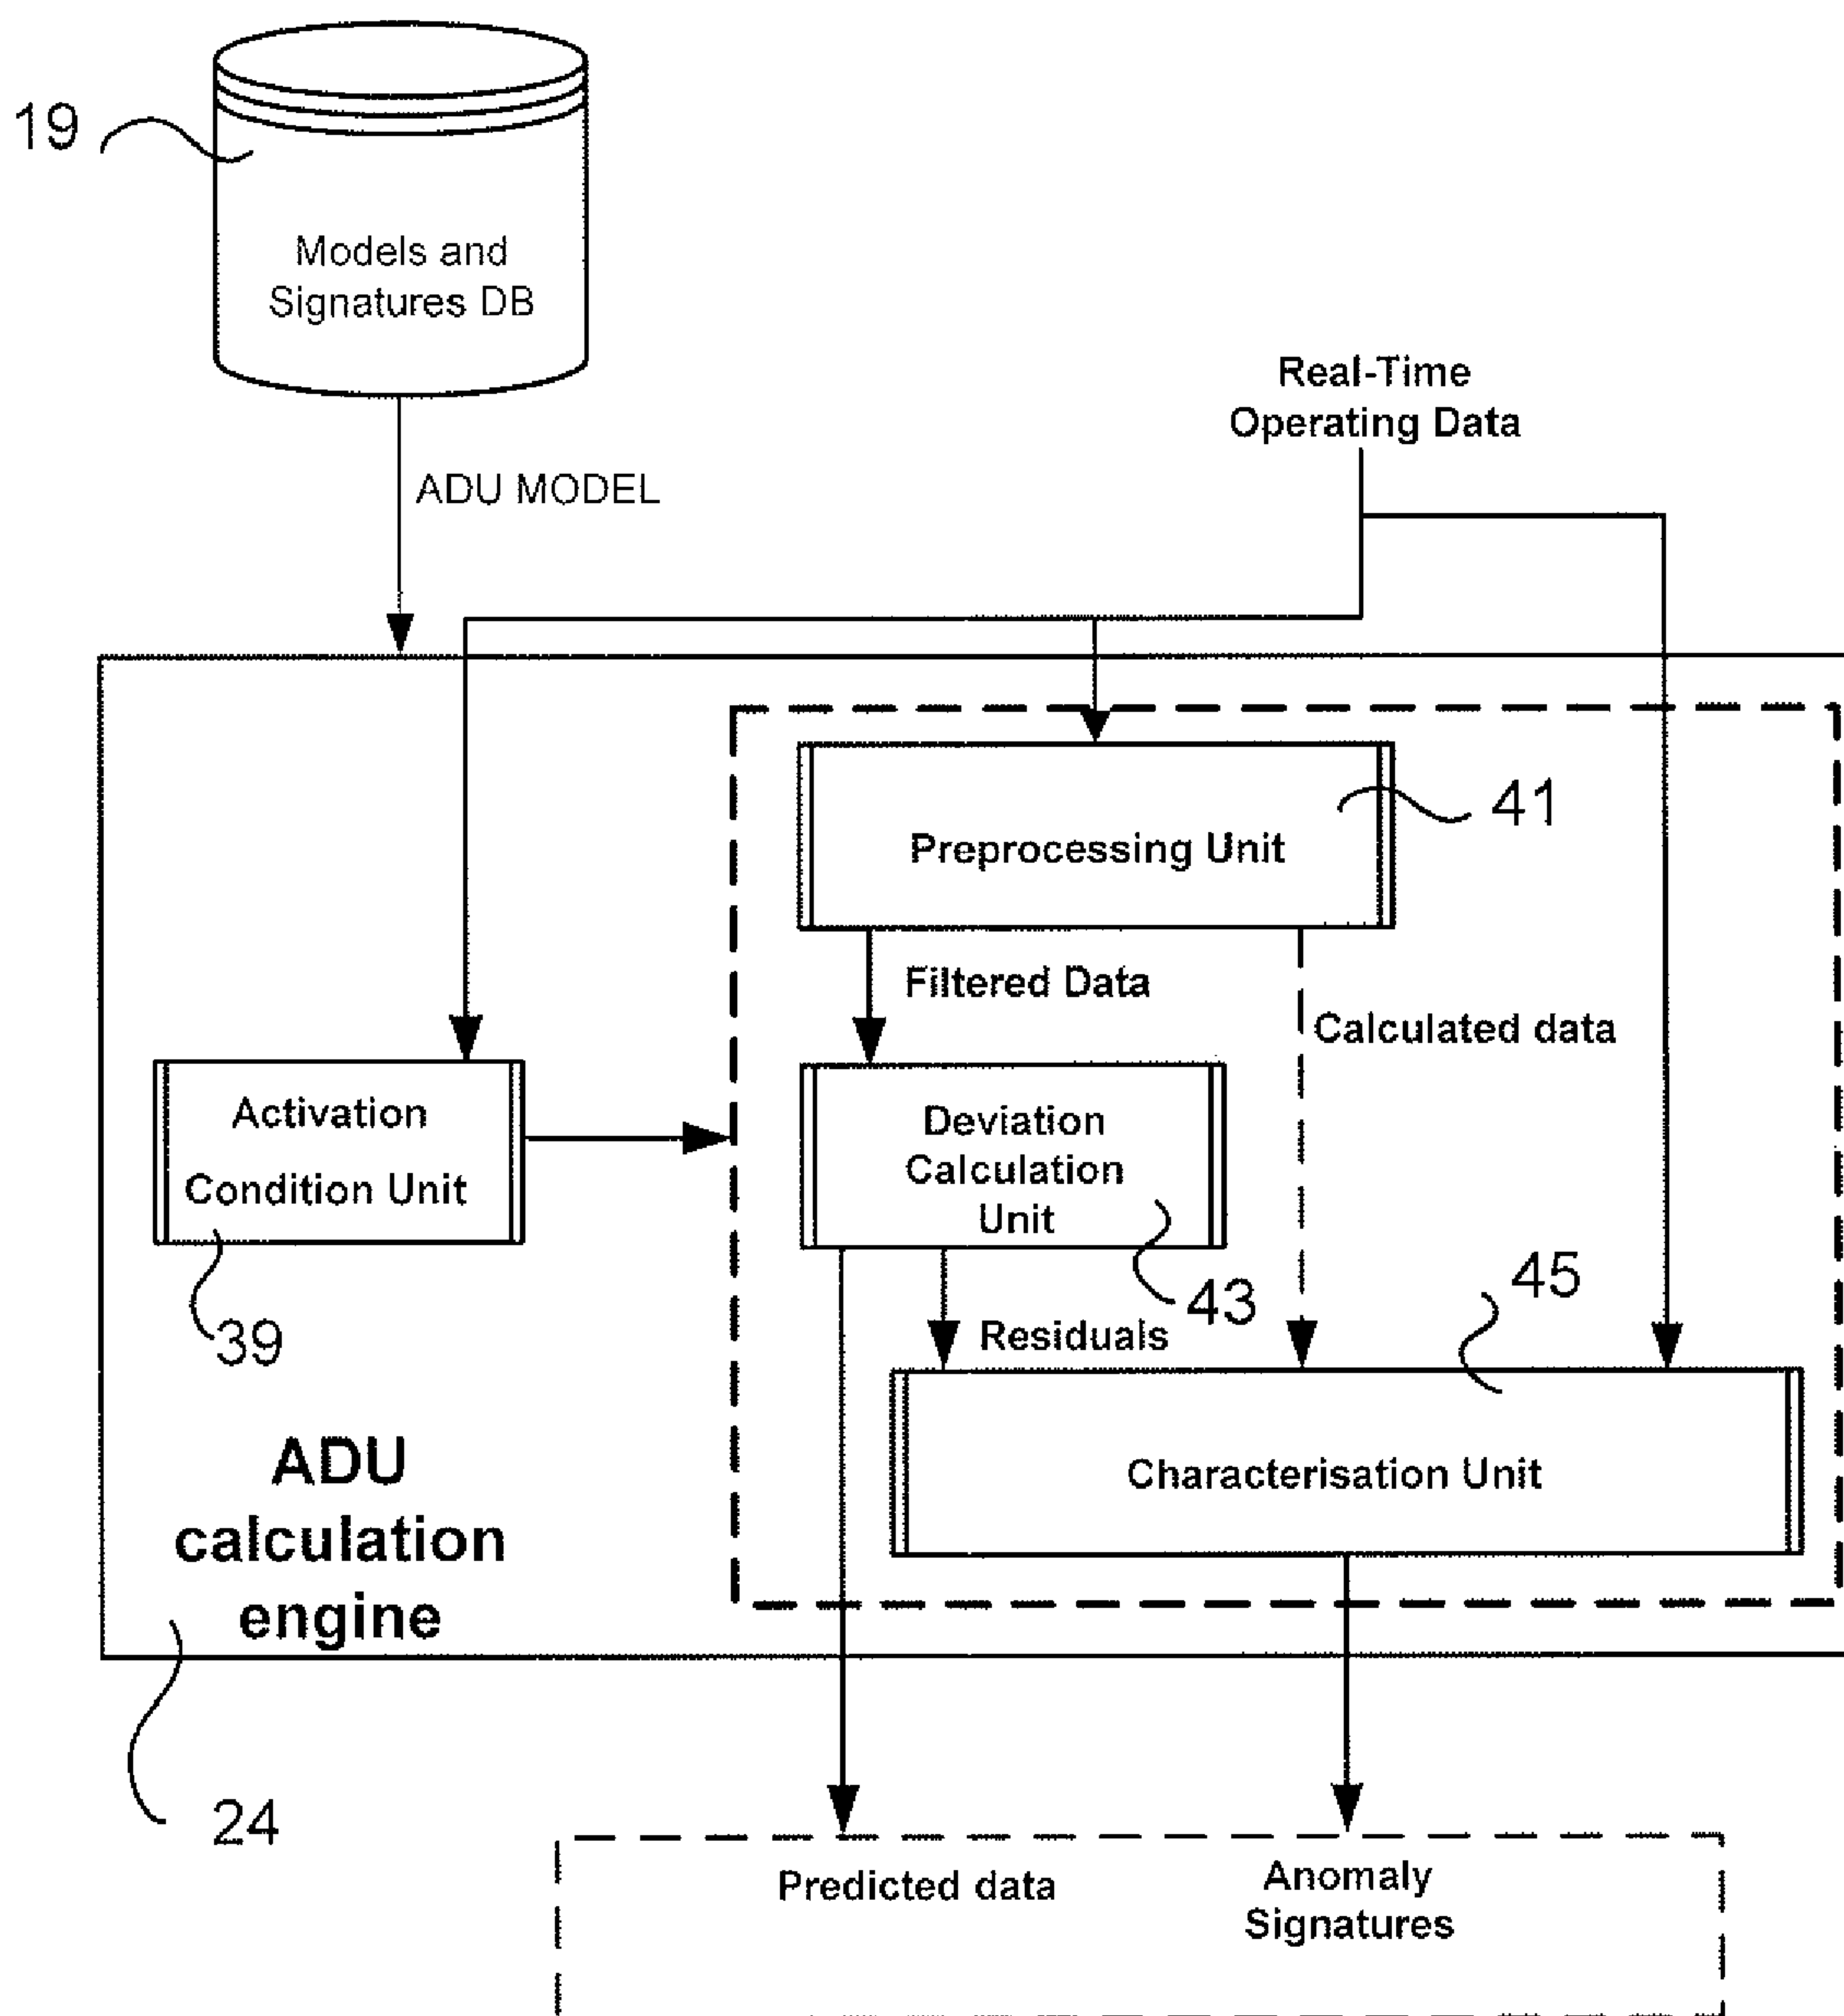 19
Models and
Signatures DB
Real-Time
Operating Data
ADU MODEL
41
Preprocessing Unit
Filtered Data
Calculated data
Activation
Condition Unit
Deviation
Calculation
Unit
39
43
45
Residuals
Characterisation Unit
ADU
calculation
engine
24
Predicted data
Anomaly
Signatures